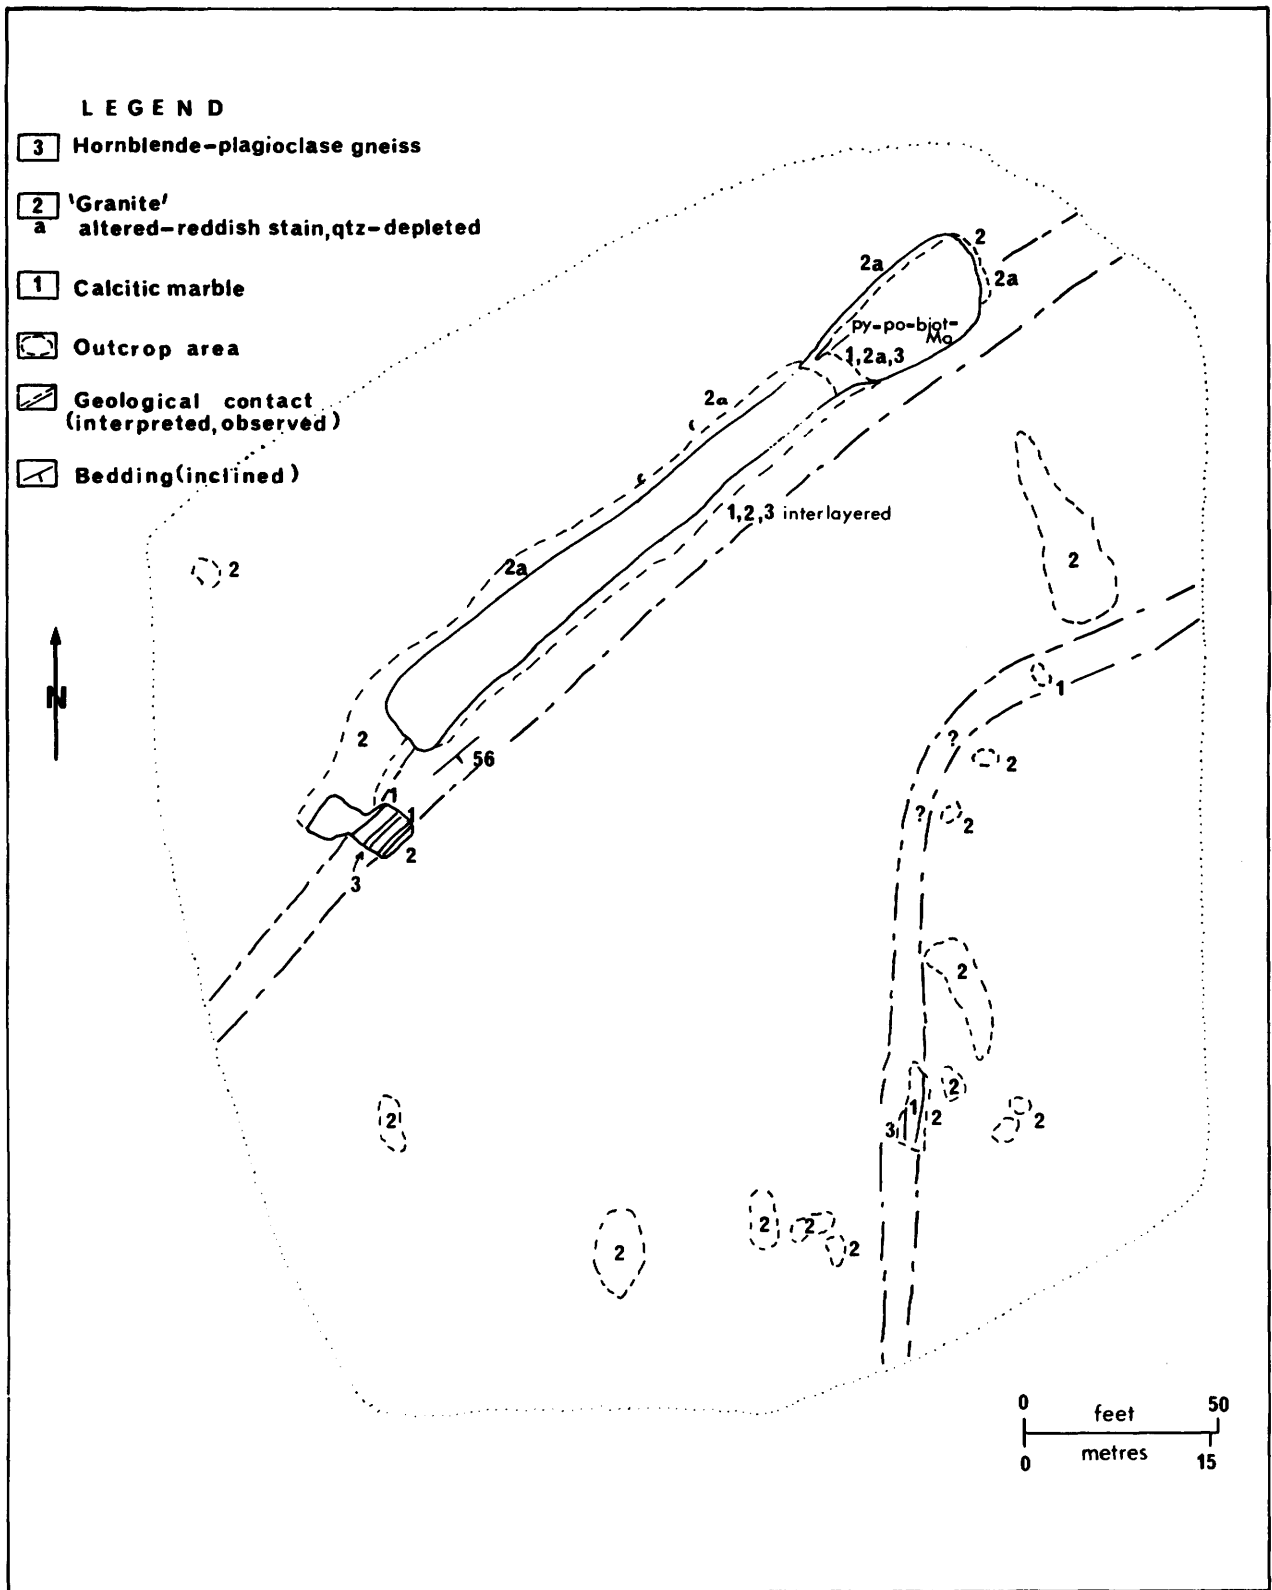 LEGEND
3 Hornblende-plagioclase gneiss
2 'Granite'
a altered-reddish stain,qtz-depleted
1 Calcitic marble
Outcrop area
Geological contact
(interpreted,observed)
Bedding(inclined)
N
2
2a
2a
py-po-biot-
Mo
1,2a,3
2a
1,2,3 interlayered
2a
2
2
1
2
56
?
2
1
1
?
2
2
3
2
2
1
2
2
3
2
2
2
2
2
0 feet 50
0 metres 15